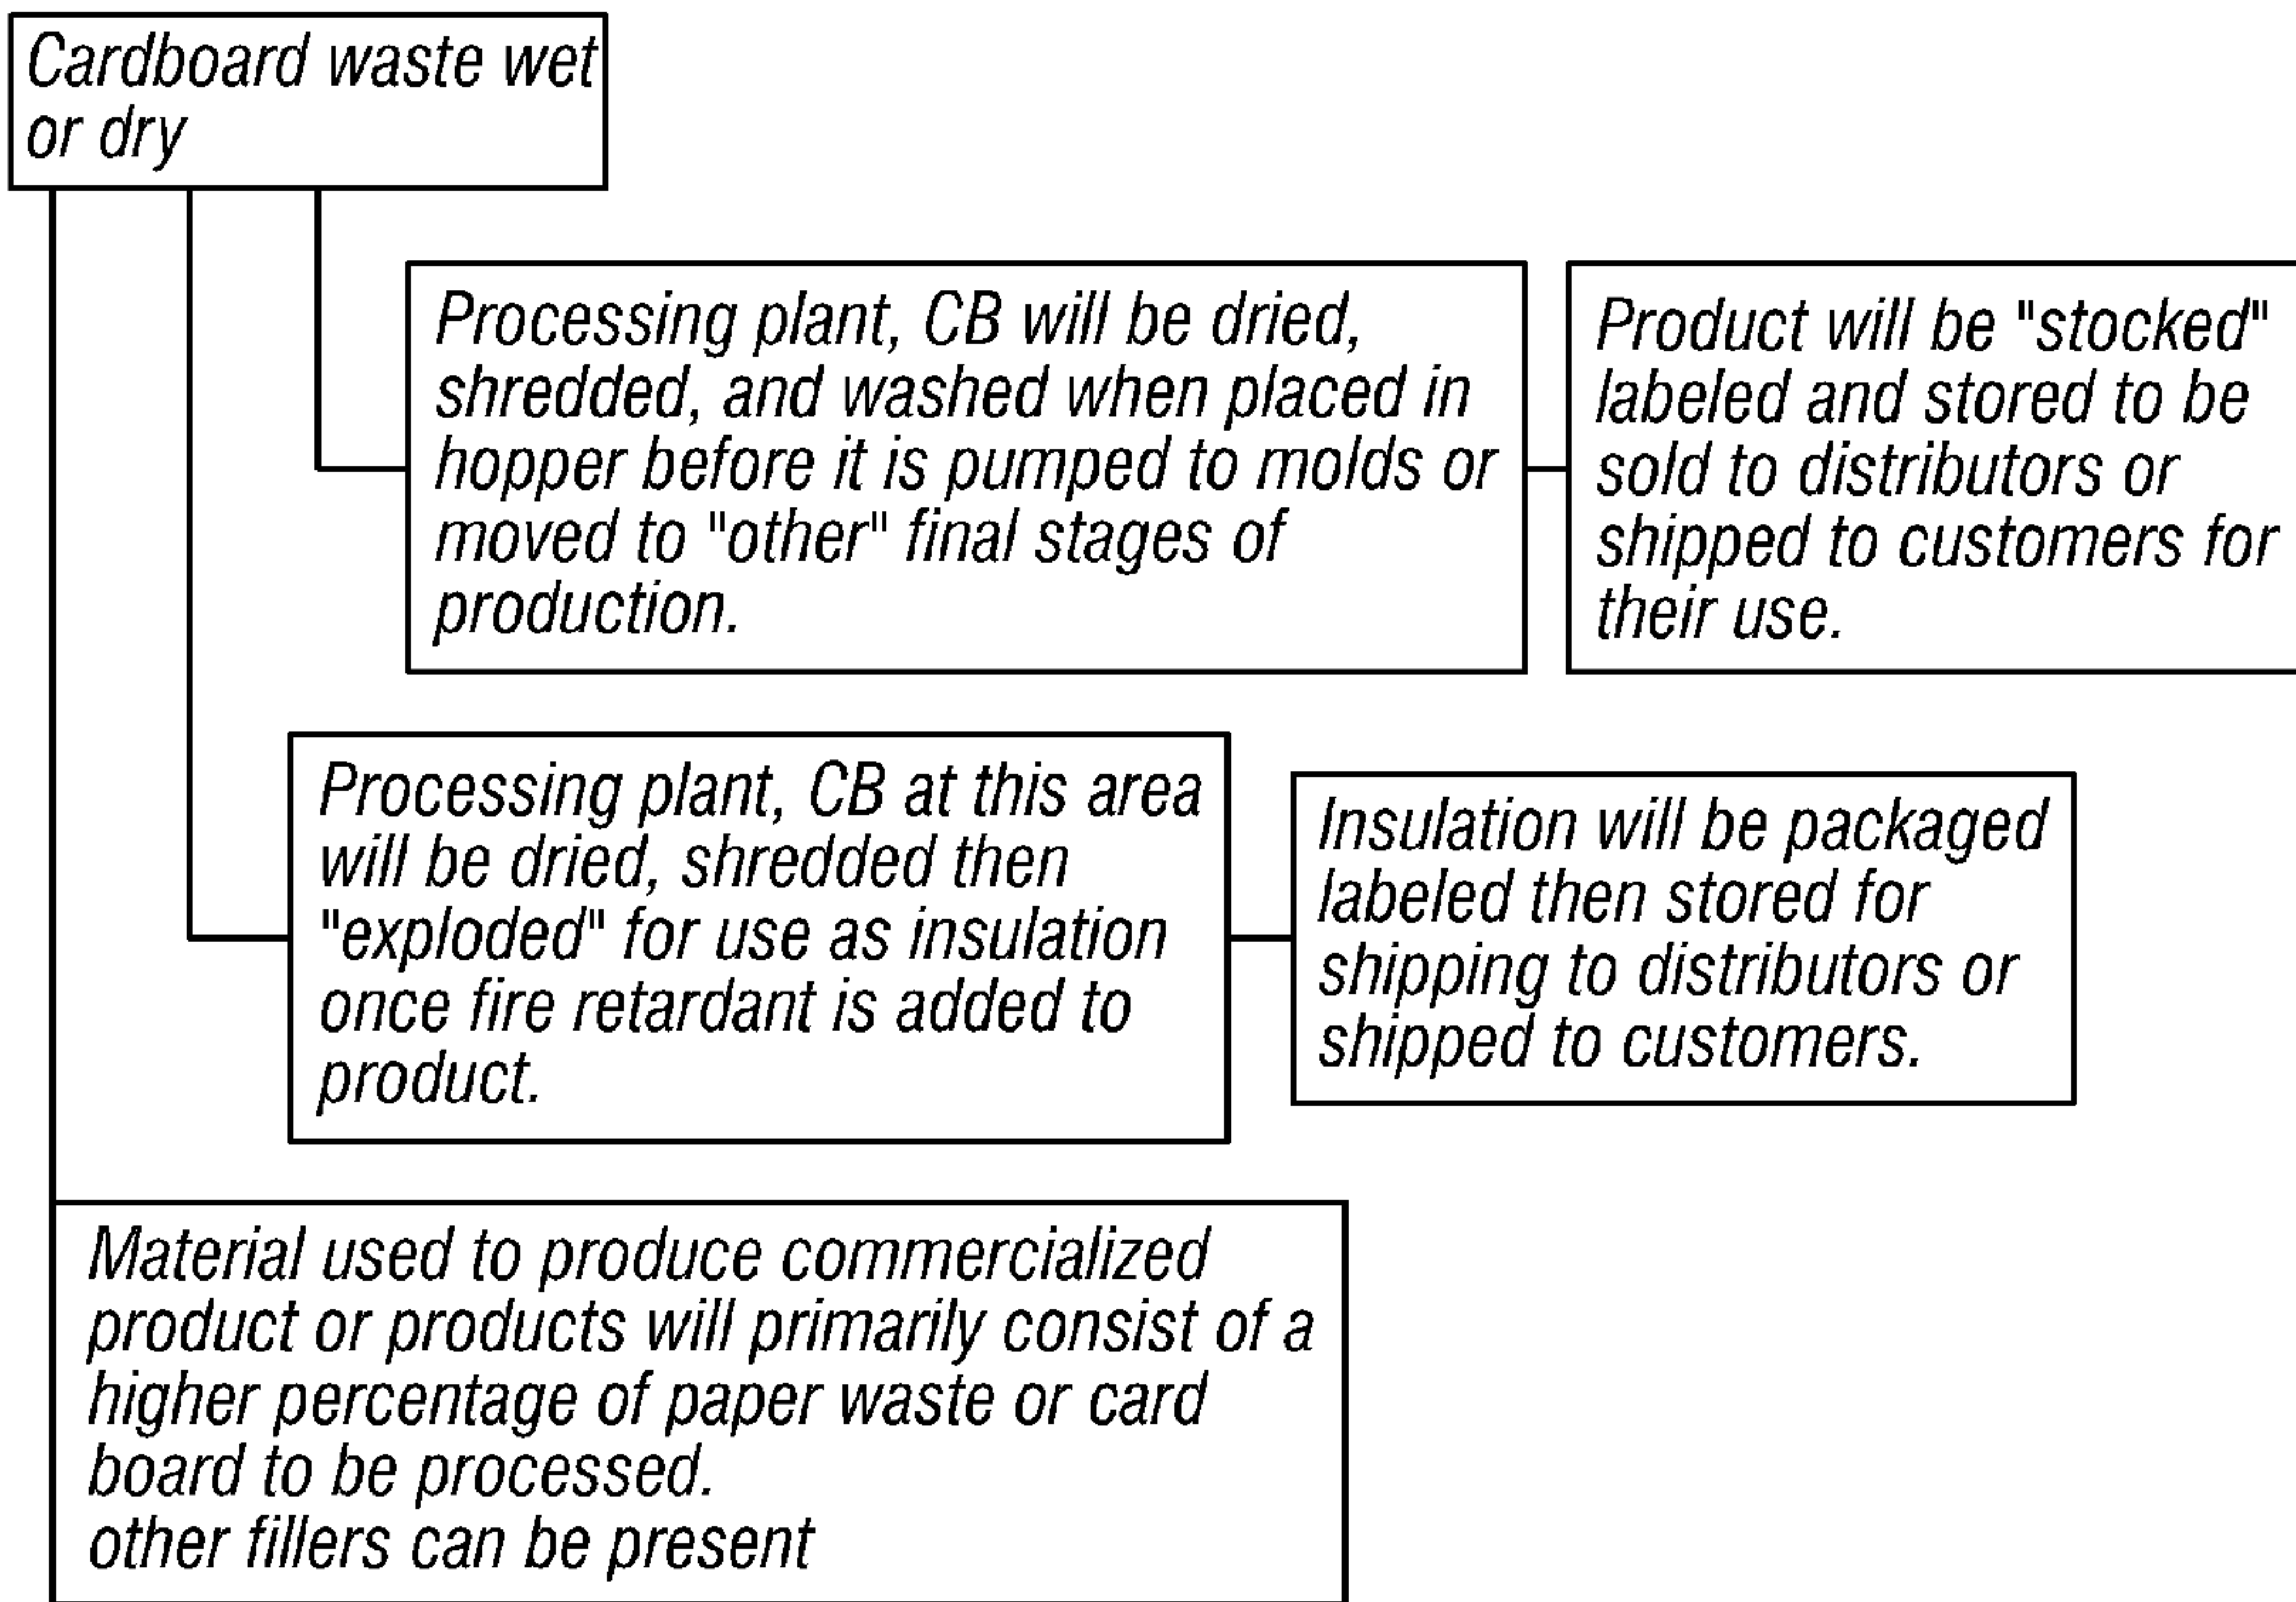 Cardboard waste wet
or dry
Processing plant, CB will be dried,
shredded, and washed when placed in
hopper before it is pumped to molds or
moved to "other" final stages of
production.
Product will be "stocked"
labeled and stored to be
sold to distributors or
shipped to customers for
their use.
Processing plant, CB at this area
will be dried, shredded then
"exploded" for use as insulation
once fire retardant is added to
product.
Insulation will be packaged
labeled then stored for
shipping to distributors or
shipped to customers.
Material used to produce commercialized
product or products will primarily consist of a
higher percentage of paper waste or card
board to be processed.
other fillers can be present